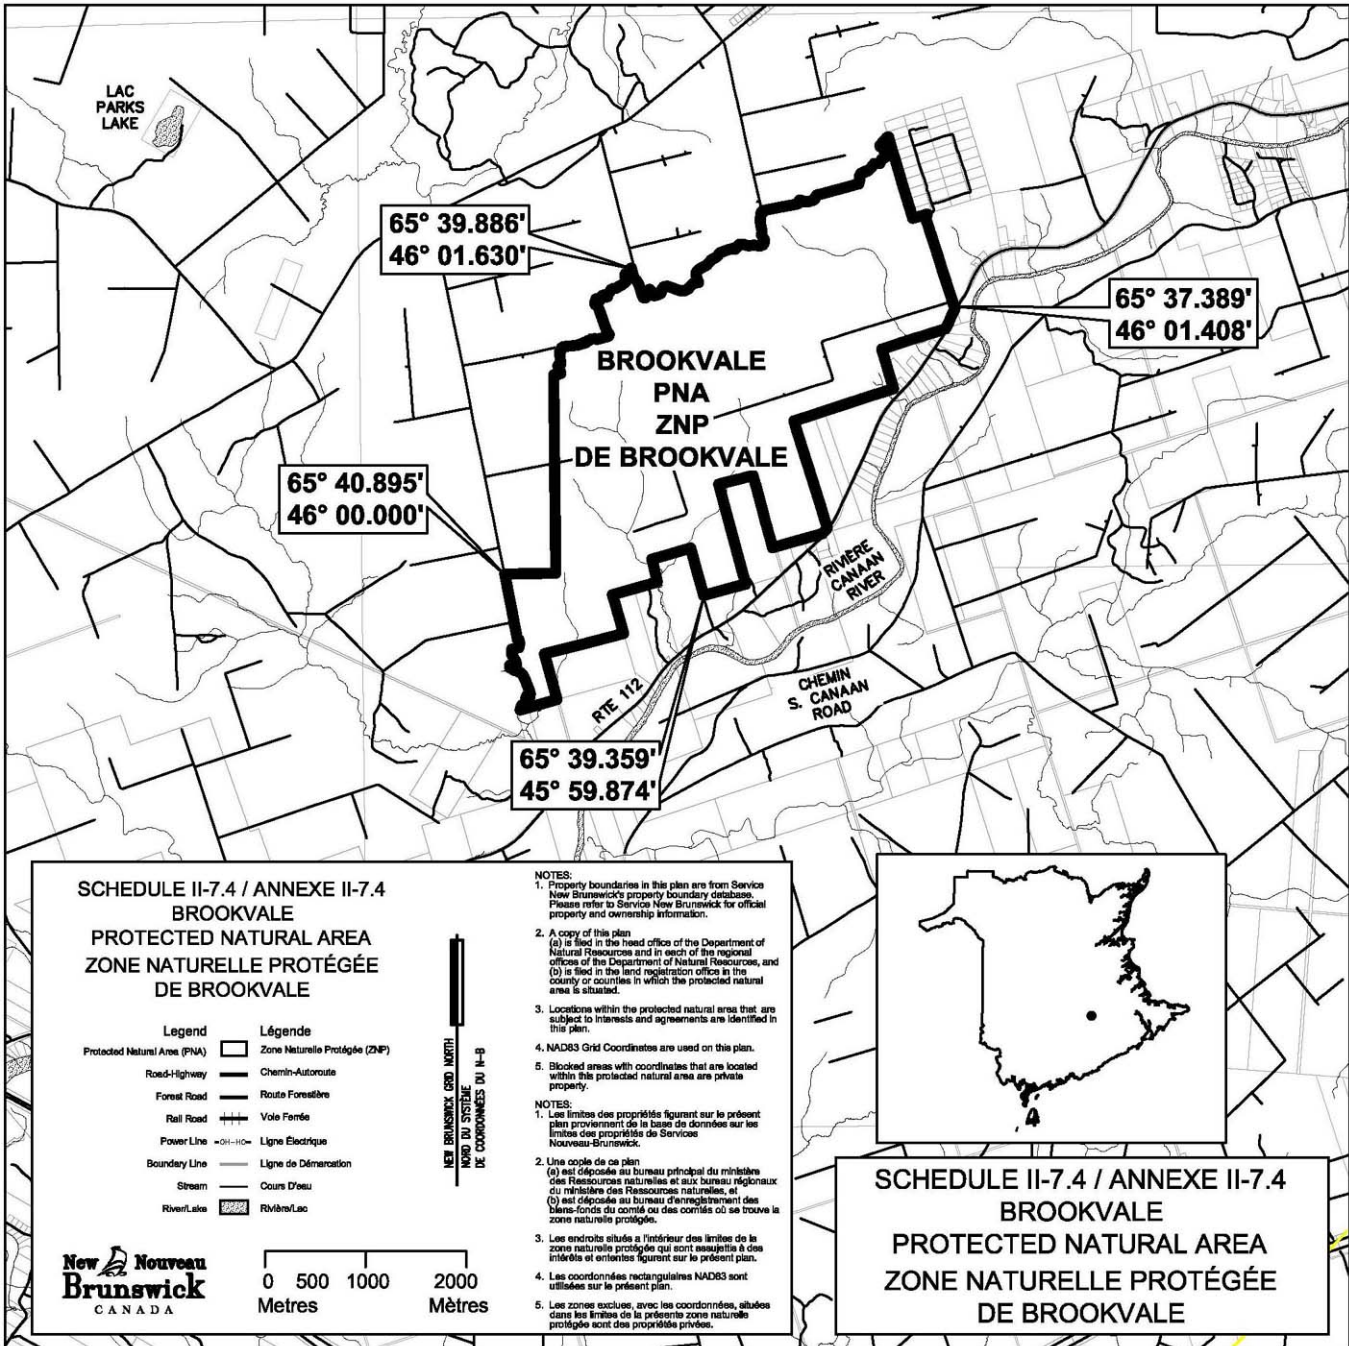 LAC
PARKS
LAKE
65° 39.886'
46° 01.630'
65° 37.389'
46° 01.408'
BROOKVALE
PNA
ZNP
DE BROOKVALE
65° 40.895'
46° 00.000'
RIVIÈRE
CANAAN
RIVER
CHEMIN
S. CANAAN
ROAD
RTE 112
65° 39.359'
45° 59.874'
SCHEDULE II-7.4 / ANNEXE II-7.4
BROOKVALE
PROTECTED NATURAL AREA
ZONE NATURELLE PROTÉGÉE
DE BROOKVALE
Legend Légende
Protected Natural Area (PNA) Zone Naturelle Protégée (ZNP)
Road-Highway Chemin-Autoroute
Forest Road Route Forestière
Rail Road Voie Ferrée
Power Line OH-HO Ligne Électrique
Boundary Line Ligne de Démarcation
Stream Cours D'eau
River/Lake Rivière/Lac
NEW BRUNSWICK GRID NORTH
NORD DU SYSTÈME
DE COORDONNÉES DU N-B
New Nouveau
Brunswick
CANADA
0 500 1000 2000
Metres Mètres
NOTES:
1. Property boundaries in this plan are from Service
New Brunswick's property boundary database.
Please refer to Service New Brunswick for official
property and ownership information.
2. A copy of this plan
(a) is filed in the head office of the Department of
Natural Resources and in each of the regional
offices of the Department of Natural Resources, and
(b) is filed in the land registration office in the
county or counties in which the protected natural
area is situated.
3. Locations within the protected natural area that are
subject to interests and agreements are identified in
this plan.
4. NAD83 Grid Coordinates are used on this plan.
5. Blocked areas with coordinates that are located
within this protected natural area are private
property.
NOTES:
1. Les limites des propriétés figurant sur le présent
plan proviennent de la base de données sur les
limites des propriétés de Services
Nouveau-Brunswick.
2. Une copie de ce plan
(a) est déposée au bureau principal du ministère
des Ressources naturelles et aux bureau régionaux
du ministère des Ressources naturelles, et
(b) est déposée au bureau d'enregistrement des
biens-fonds du comté ou des comtés où se trouve la
zone naturelle protégée.
3. Les endroits situés a l'intérieur des limites de la
zone naturelle protégée qui sont assujettis à des
intérêts et ententes figurent sur le présent plan.
4. Les coordonnées rectangulaires NAD83 sont
utilisées sur le présent plan.
5. Les zones exclues, avec les coordonnées, situées
dans les limites de la présente zone naturelle
protégée sont des propriétés privées.
SCHEDULE II-7.4 / ANNEXE II-7.4
BROOKVALE
PROTECTED NATURAL AREA
ZONE NATURELLE PROTÉGÉE
DE BROOKVALE